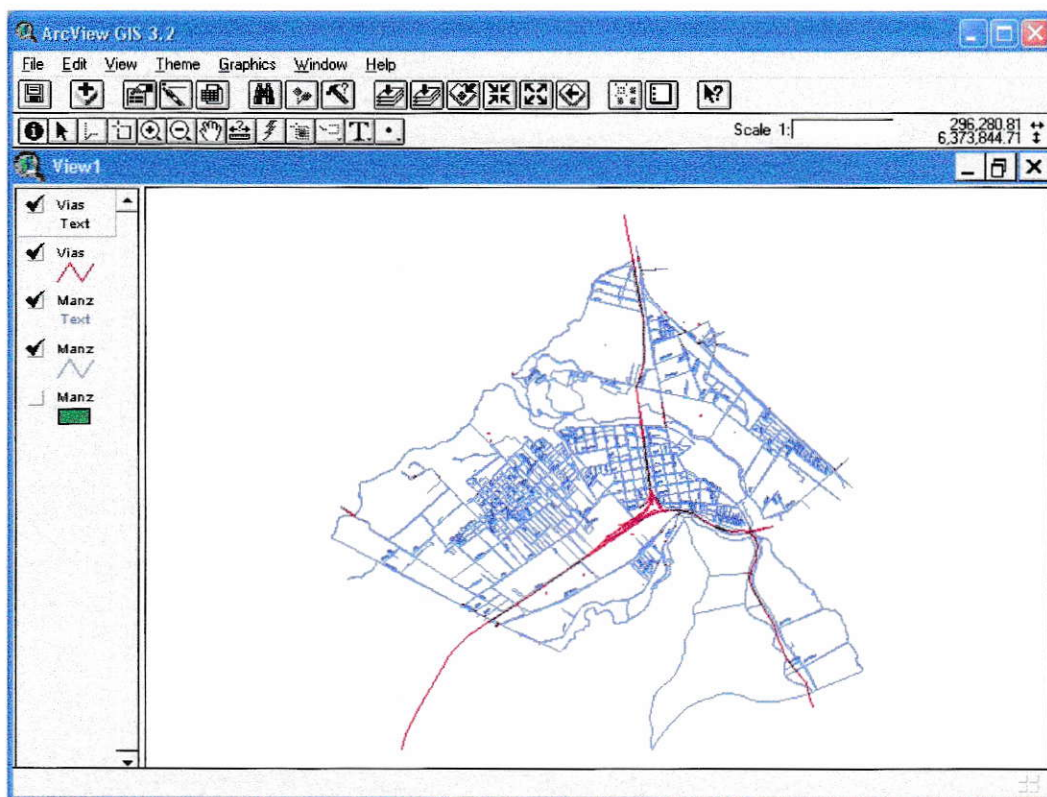 ArcView GIS 3.2
File Edit View Theme Graphics Window Help
Scale 1:
296,280.81
6,373,844.71
View1
Vias
Text
Vias
Manz
Text
Manz
Manz